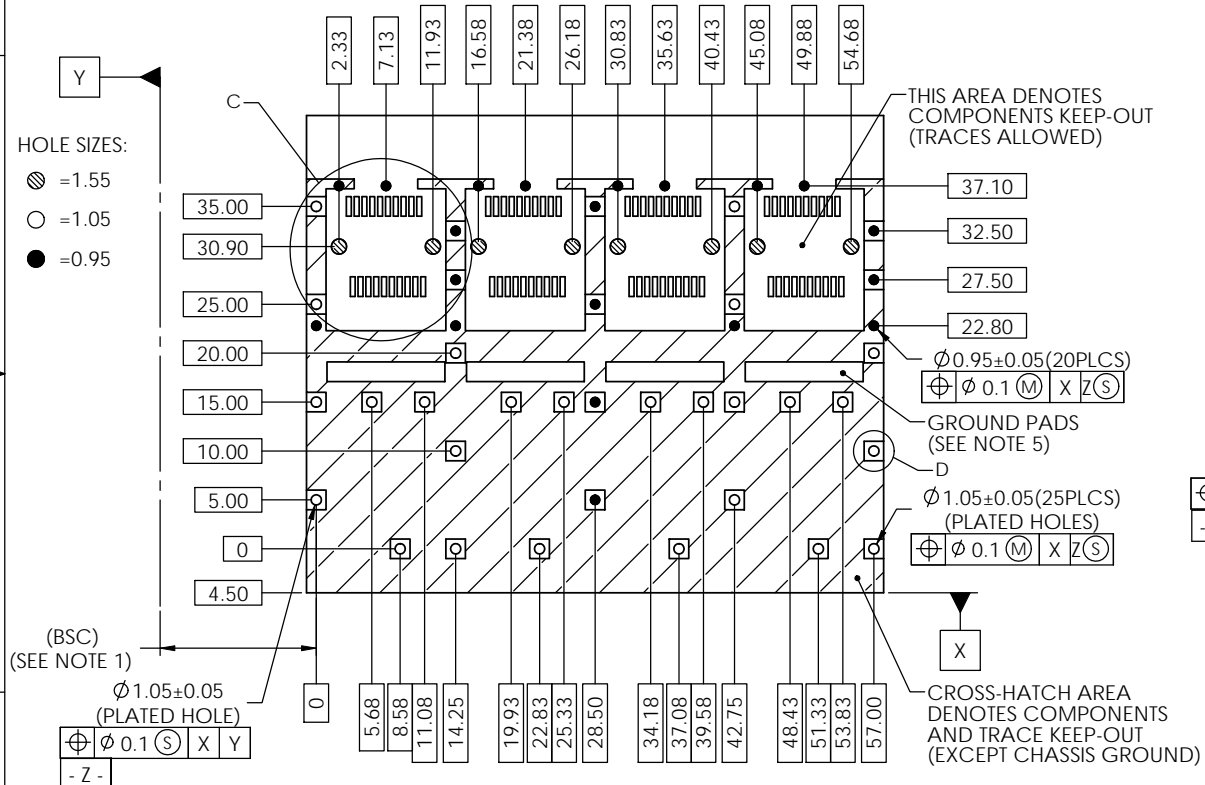 2.33
7.13
11.93
16.58
21.38
26.18
30.83
35.63
40.43
45.08
49.88
54.68
Y
C
THIS AREA DENOTES
COMPONENTS KEEP-OUT
(TRACES ALLOWED)
HOLE SIZES:
=1.55
=1.05
=0.95
35.00
30.90
25.00
20.00
15.00
10.00
5.00
0
4.50
37.10
32.50
27.50
22.80
Ø0.95±0.05(20PLCS)
⌖ Ø 0.1 Ⓜ X ZⓈ
GROUND PADS
(SEE NOTE 5)
D
Ø1.05±0.05(25PLCS)
(PLATED HOLES)
⌖ Ø 0.1 Ⓜ X ZⓈ
X
(BSC)
(SEE NOTE 1)
Ø1.05±0.05
(PLATED HOLE)
⌖ Ø 0.1 Ⓢ X Y
- Z -
0
5.68
8.58
11.08
14.25
19.93
22.83
25.33
28.50
34.18
37.08
39.58
42.75
48.43
51.33
53.83
57.00
CROSS-HATCH AREA
DENOTES COMPONENTS
AND TRACE KEEP-OUT
(EXCEPT CHASSIS GROUND)